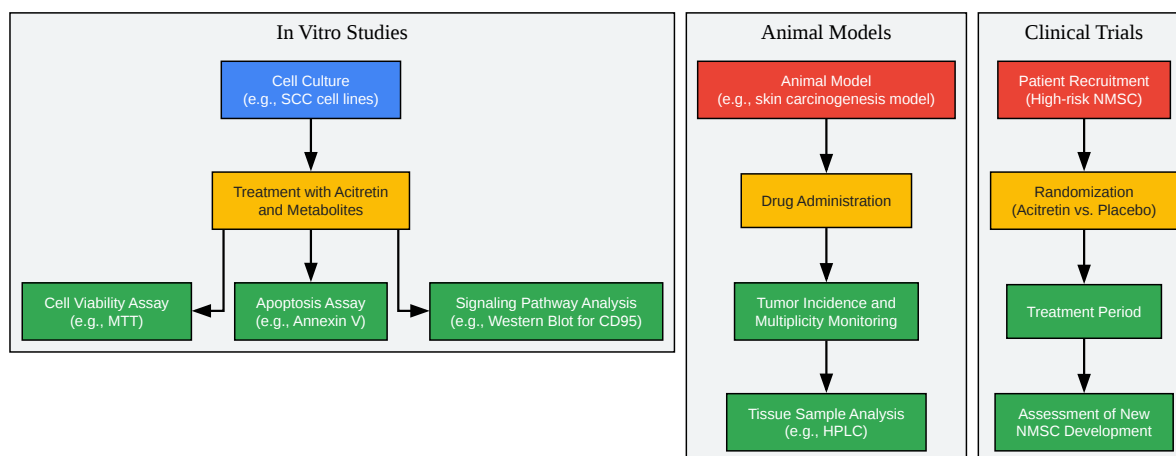 In Vitro Studies
Cell Culture
(e.g., SCC cell lines)
Treatment with Acitretin
and Metabolites
Cell Viability Assay
(e.g., MTT)
Apoptosis Assay
(e.g., Annexin V)
Signaling Pathway Analysis
(e.g., Western Blot for CD95)
Animal Models
Animal Model
(e.g., skin carcinogenesis model)
Drug Administration
Tumor Incidence and
Multiplicity Monitoring
Tissue Sample Analysis
(e.g., HPLC)
Clinical Trials
Patient Recruitment
(High-risk NMSC)
Randomization
(Acitretin vs. Placebo)
Treatment Period
Assessment of New
NMSC Development